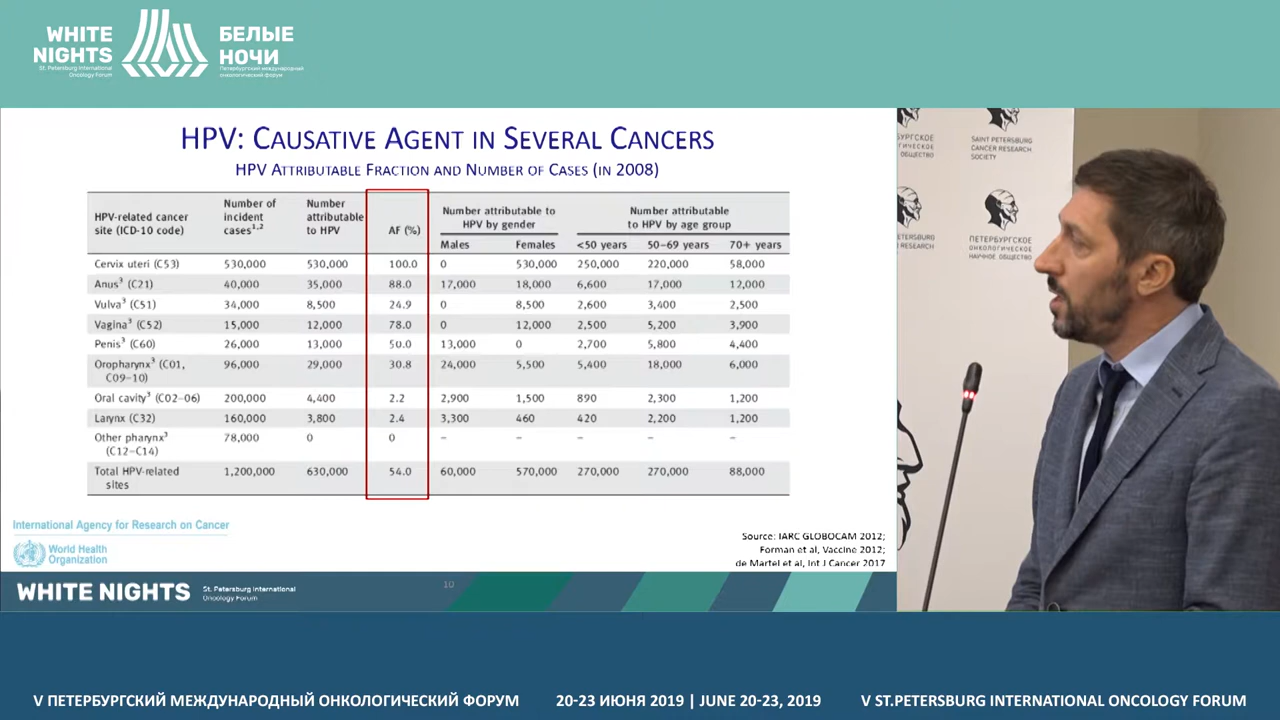 WHITE
NIGHTS
St. Petersburg International
Oncology Forum
БЕЛЫЕ
НОЧИ
Петербургский международный
онкологический форум
HPV: CAUSATIVE AGENT IN SEVERAL CANCERS
HPV ATTRIBUTABLE FRACTION AND NUMBER OF CASES (IN 2008)
HPV-related cancer site (ICD-10 code) Number of incident cases1,2 Number attributable to HPV AF (%) Number attributable to HPV by gender Number attributable to HPV by age group
Males Females <50 years 50–69 years 70+ years
Cervix uteri (C53) 530,000 530,000 100.0 0 530,000 250,000 220,000 58,000
Anus3 (C21) 40,000 35,000 88.0 17,000 18,000 6,600 17,000 12,000
Vulva3 (C51) 34,000 8,500 24.9 0 8,500 2,600 3,400 2,500
Vagina3 (C52) 15,000 12,000 78.0 0 12,000 2,500 5,200 3,900
Penis3 (C60) 26,000 13,000 50.0 13,000 0 2,700 5,800 4,400
Oropharynx3 (C01, 96,000 29,000 30.8 24,000 5,500 5,400 18,000 6,000
C09–10)
Oral cavity3 (C02–06) 200,000 4,400 2.2 2,900 1,500 890 2,300 1,200
Larynx (C32) 160,000 3,800 2.4 3,300 460 420 2,200 1,200
Other pharynx3 78,000 0 0 – – – – –
(C12–C14)
Total HPV-related 1,200,000 630,000 54.0 60,000 570,000 270,000 270,000 88,000
sites
International Agency for Research on Cancer
World Health
Organization
Source: IARC GLOBOCAM 2012;
Forman et al, Vaccine 2012;
de Martel et al, Int J Cancer 2017
WHITE NIGHTS
St. Petersburg International
Oncology Forum
10
SAINT PETERSBURG
CANCER RESEARCH
SOCIETY
ПЕТЕРБУРГСКОЕ
ОНКОЛОГИЧЕСКОЕ
НАУЧНОЕ ОБЩЕСТВО
V ПЕТЕРБУРГСКИЙ МЕЖДУНАРОДНЫЙ ОНКОЛОГИЧЕСКИЙ ФОРУМ
20-23 ИЮНЯ 2019 | JUNE 20-23, 2019
V ST.PETERSBURG INTERNATIONAL ONCOLOGY FORUM